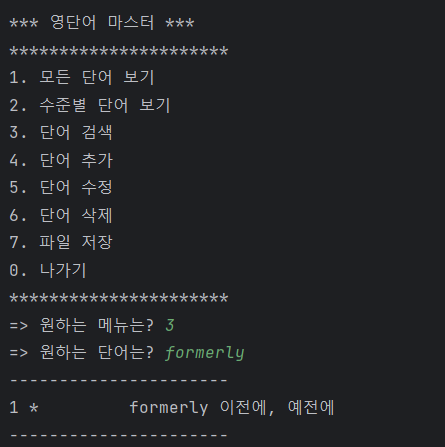 *** 영단어 마스터 ***
**********************
1. 모든 단어 보기
2. 수준별 단어 보기
3. 단어 검색
4. 단어 추가
5. 단어 수정
6. 단어 삭제
7. 파일 저장
0. 나가기
**********************
=> 원하는 메뉴는? 3
=> 원하는 단어는? formerly
----------------------
1 *         formerly 이전에, 예전에
----------------------